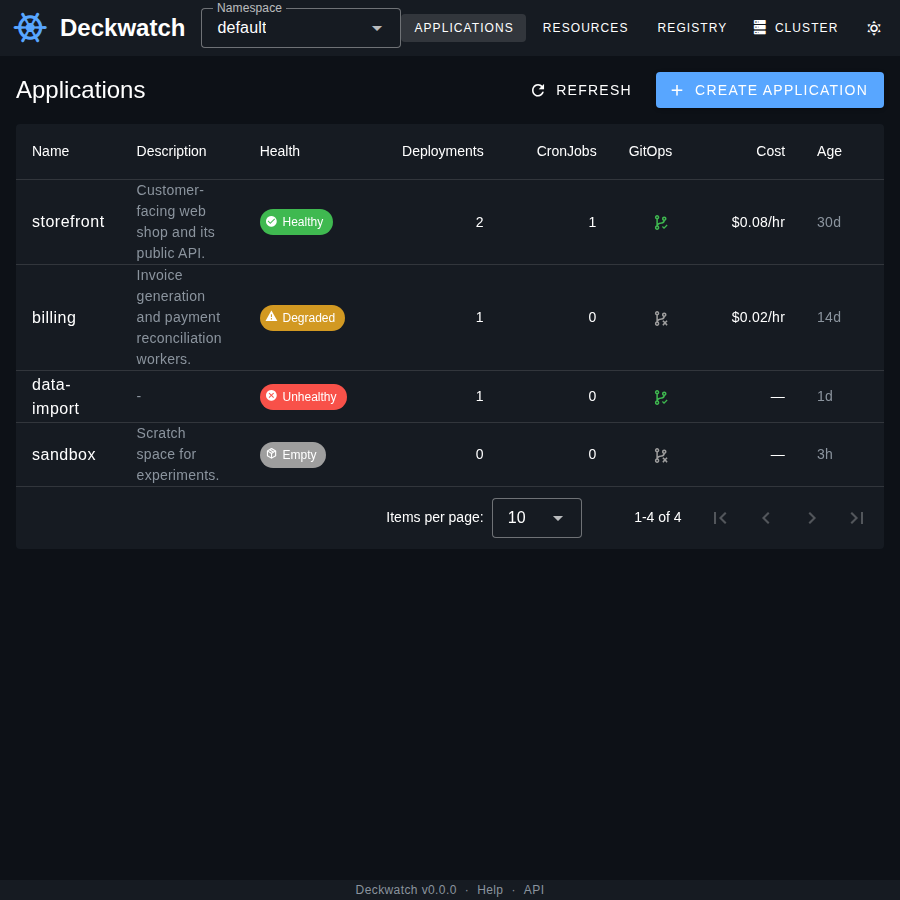 Deckwatch
Namespace
default
APPLICATIONS
RESOURCES
REGISTRY
CLUSTER
Applications
REFRESH
CREATE APPLICATION
Name Description Health Deployments CronJobs GitOps Cost Age
storefront
Customer-
facing web
shop and its
public API.
Healthy
2
1
$0.08/hr
30d
billing
Invoice
generation
and payment
reconciliation
workers.
Degraded
1
0
$0.02/hr
14d
data-
import
-
Unhealthy
1
0
—
1d
sandbox
Scratch
space for
experiments.
Empty
0
0
—
3h
Items per page:
10
1-4 of 4
Deckwatch v0.0.0 · Help · API